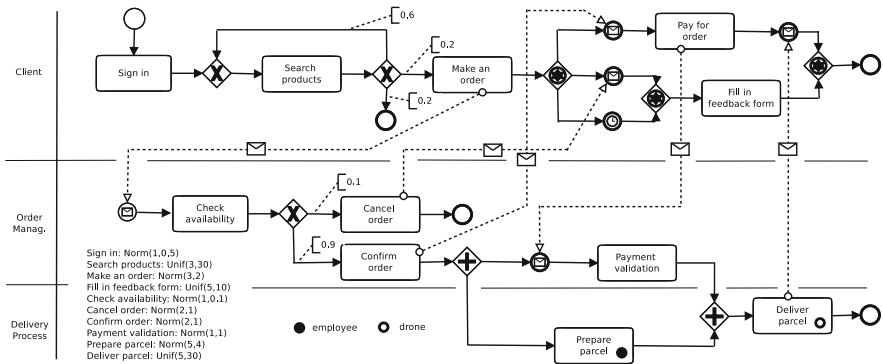 0,6
Client
Sign in
Search
products
0.2
0.2
Make an
order
Pay for
order
Fill in
feedback form
Order
Manag.
Check
availability
0.1
Cancel
order
0.9
Confirm
order
Payment
validation
Sign in: Norm(1,0,5)
Search products: Unif(3,30)
Make an order: Norm(3,2)
Fill in feedback form: Unif(5,10)
Check availability: Norm(1,0.1)
Cancel order: Norm(2,1)
Confirm order: Norm(2,1)
Payment validation: Norm(1,1)
Prepare parcel: Norm(5,4)
Deliver parcel: Unif(5,30)
Delivery
Process
employee
drone
Prepare
parcel
Deliver
parcel